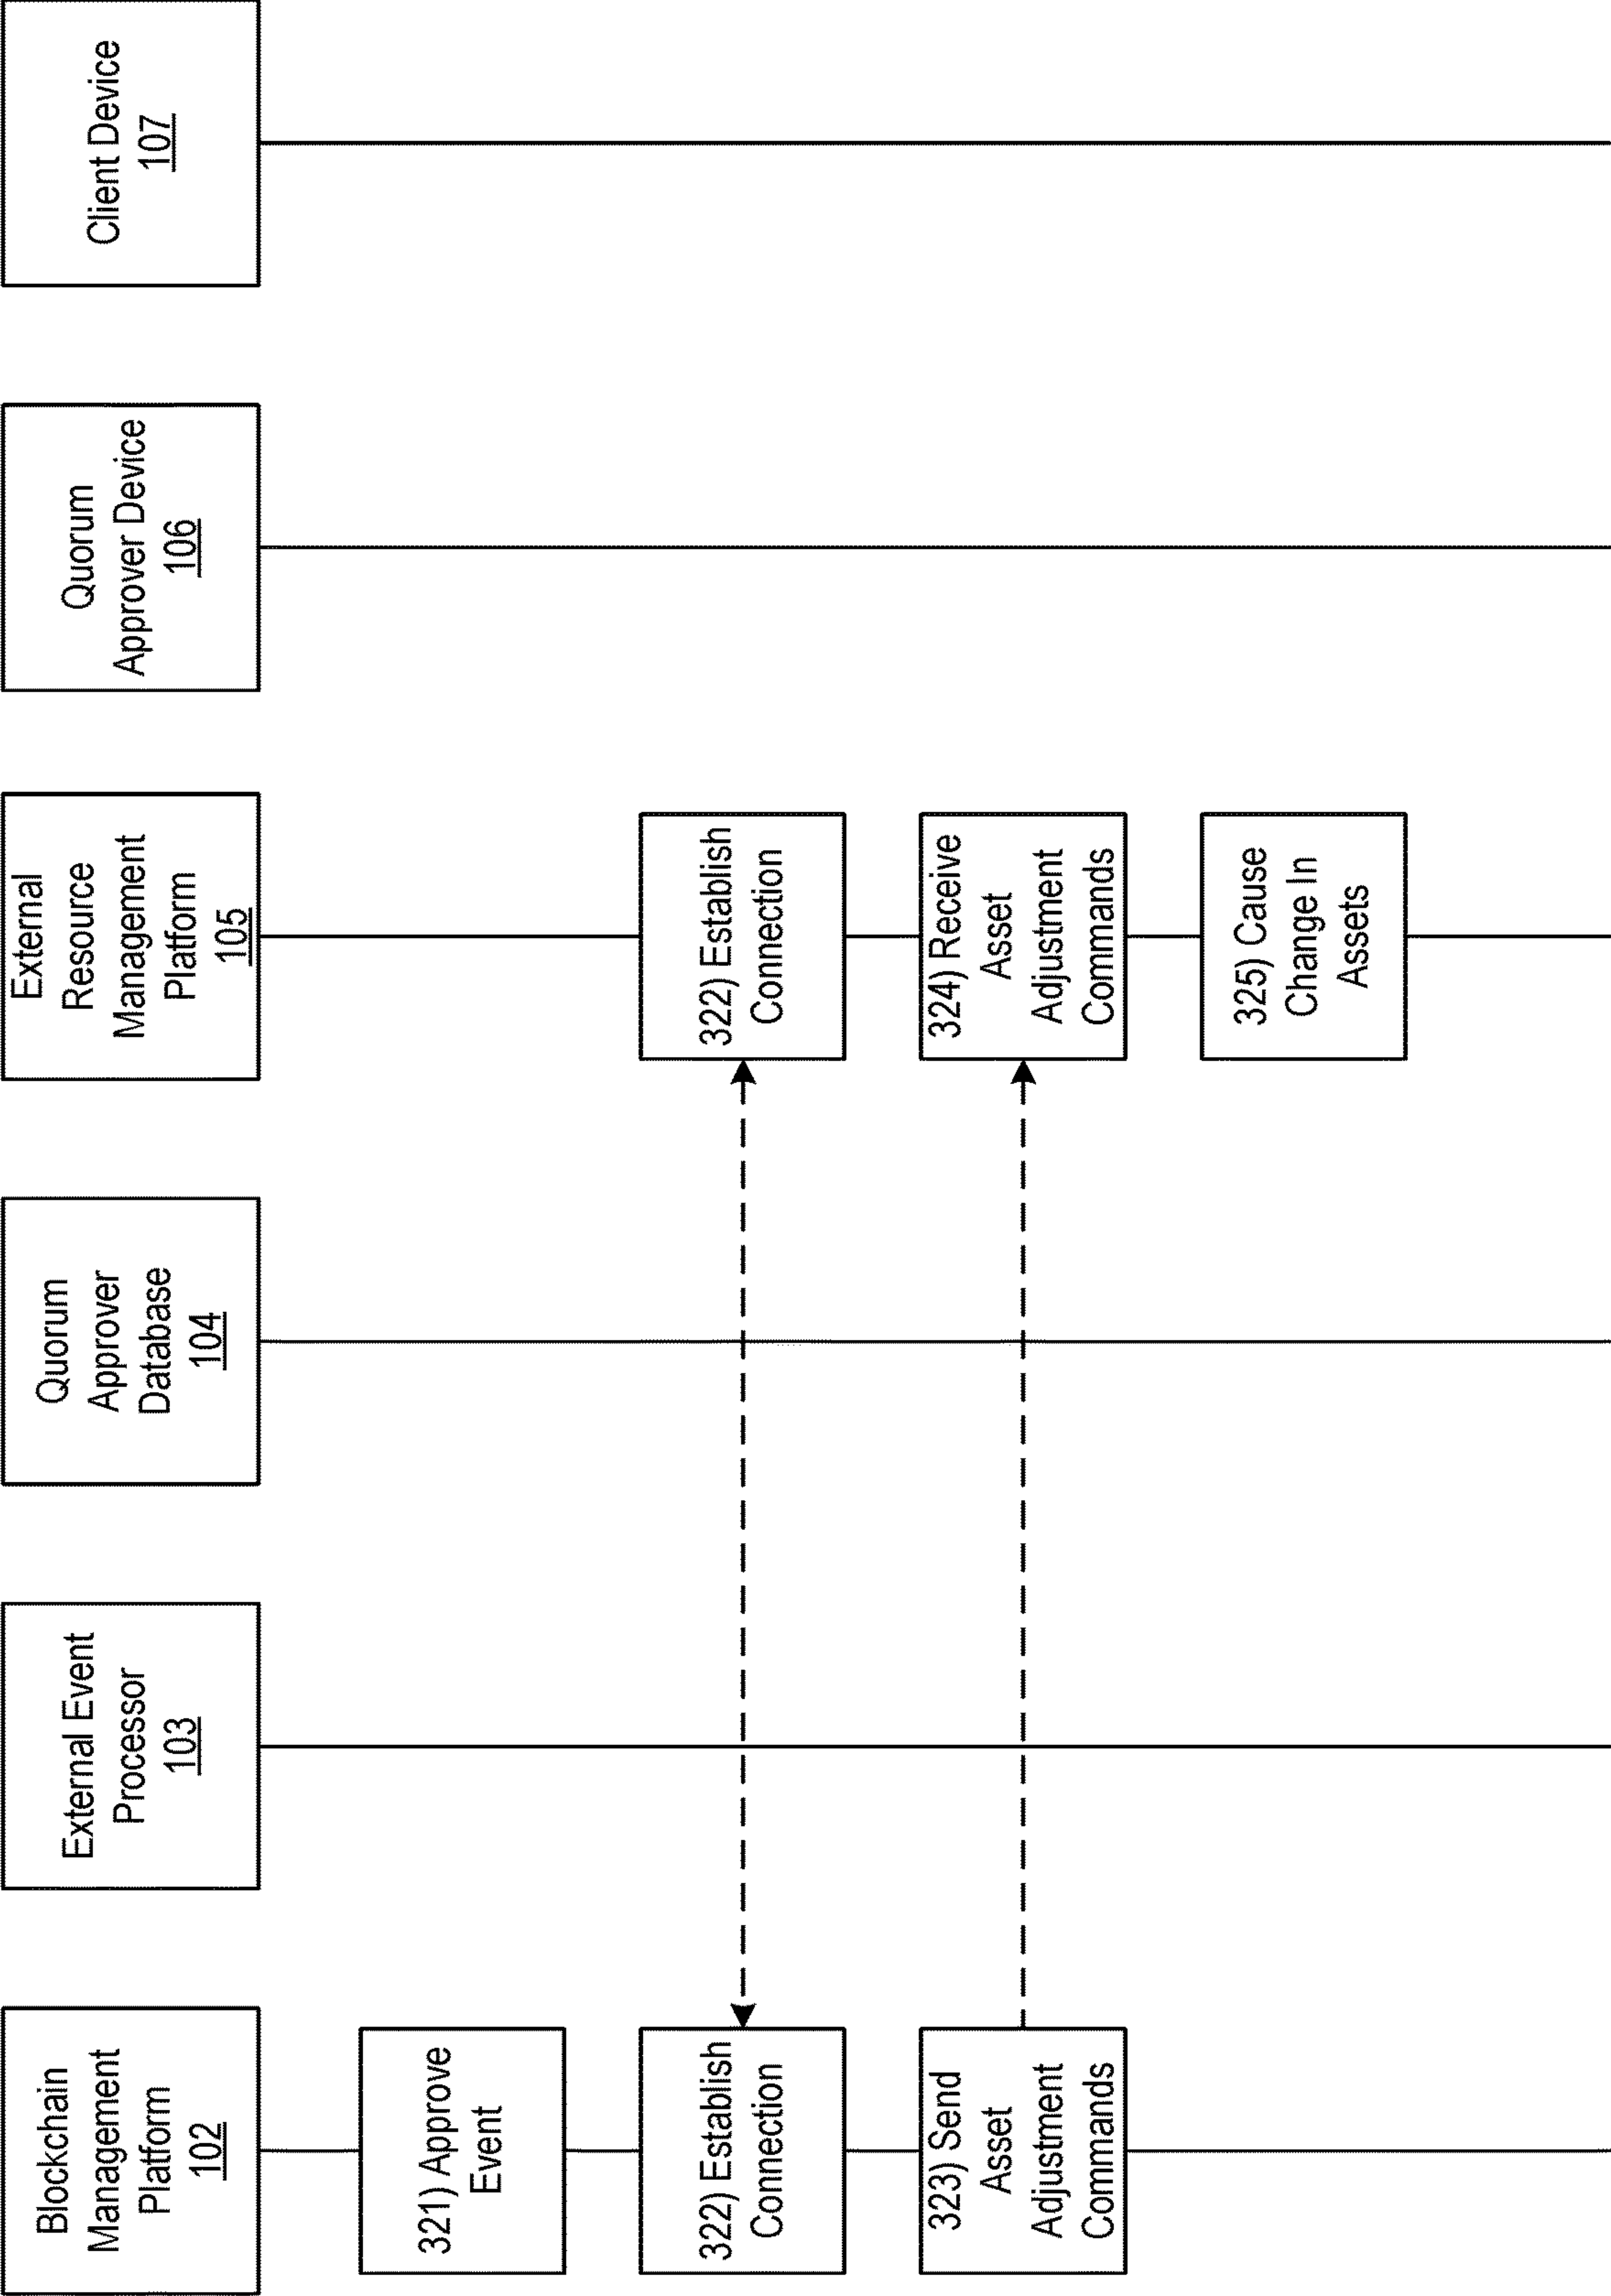 Blockchain
Management
Platform
102
External Event
Processor
103
Quorum
Approver
Database
104
External
Resource
Management
Platform
105
Quorum
Approver Device
106
Client Device
107
321) Approve
Event
322) Establish
Connection
322) Establish
Connection
323) Send
Asset
Adjustment
Commands
324) Receive
Asset
Adjustment
Commands
325) Cause
Change In
Assets